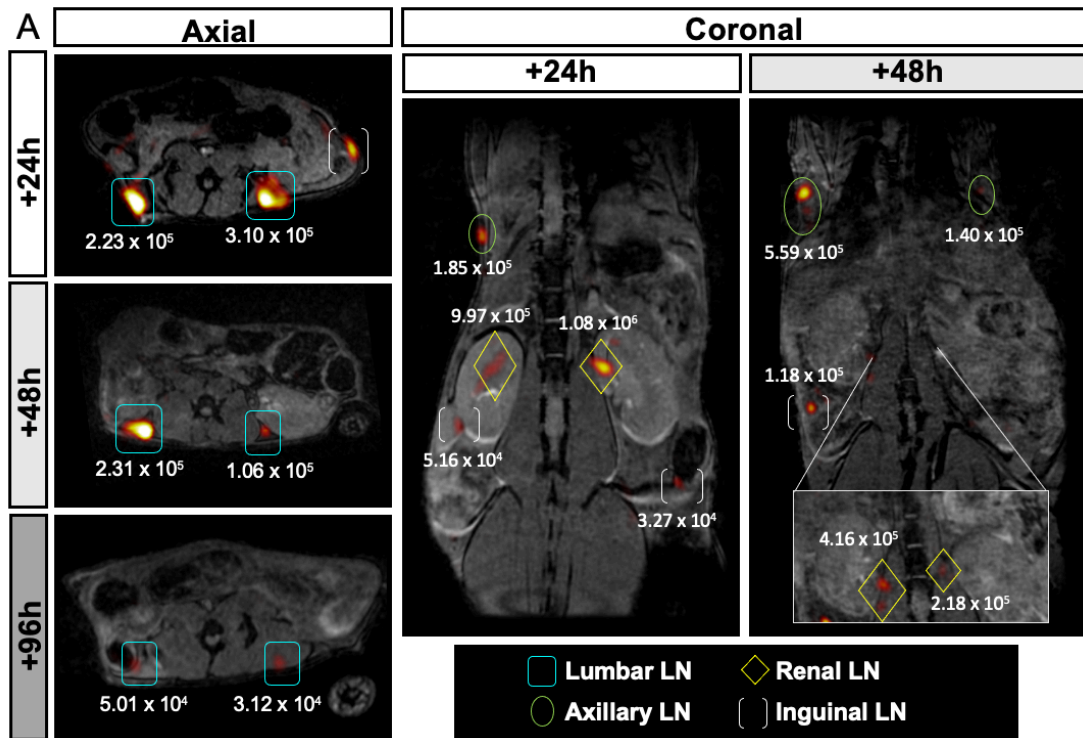 A
Axial
Coronal
+24h
+48h
+24h
2.23 x 10⁵
3.10 x 10⁵
+48h
2.31 x 10⁵
1.06 x 10⁵
+96h
5.01 x 10⁴
3.12 x 10⁴
1.85 x 10⁵
9.97 x 10⁵
1.08 x 10⁶
5.16 x 10⁴
3.27 x 10⁴
5.59 x 10⁵
1.40 x 10⁵
1.18 x 10⁵
4.16 x 10⁵
2.18 x 10⁵
Lumbar LN
Renal LN
Axillary LN
Inguinal LN